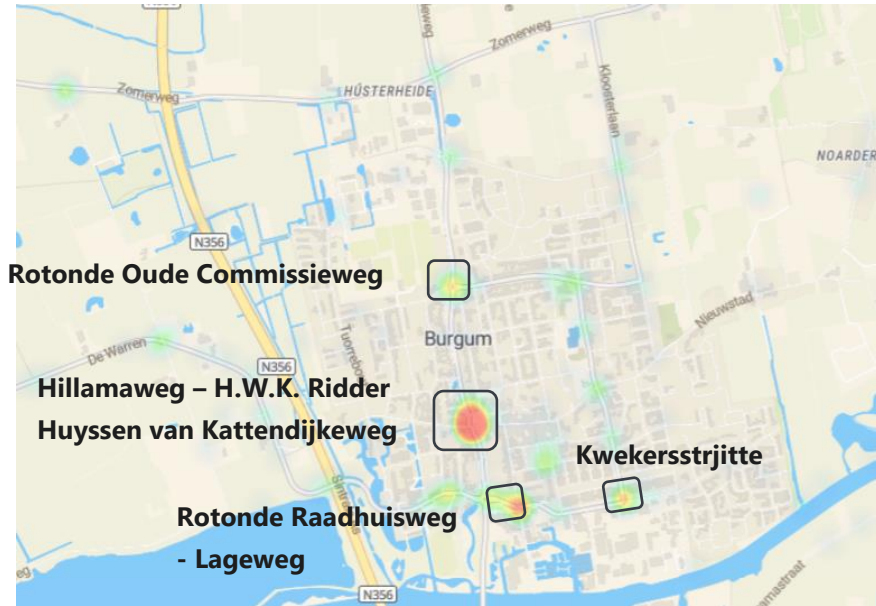 Zomerweg
Zomerweg
HÚSTERHEIDE
Kloosterlaan
NOARDER
N356
N356
Rotonde Oude Commissieweg
Nieuwstad
Burgum
De Warren
N356
Hillamaweg – H.W.K. Ridder
Huyssen van Kattendijkeweg
Kwekersstrjitte
Rotonde Raadhuisweg
- Lageweg
N356